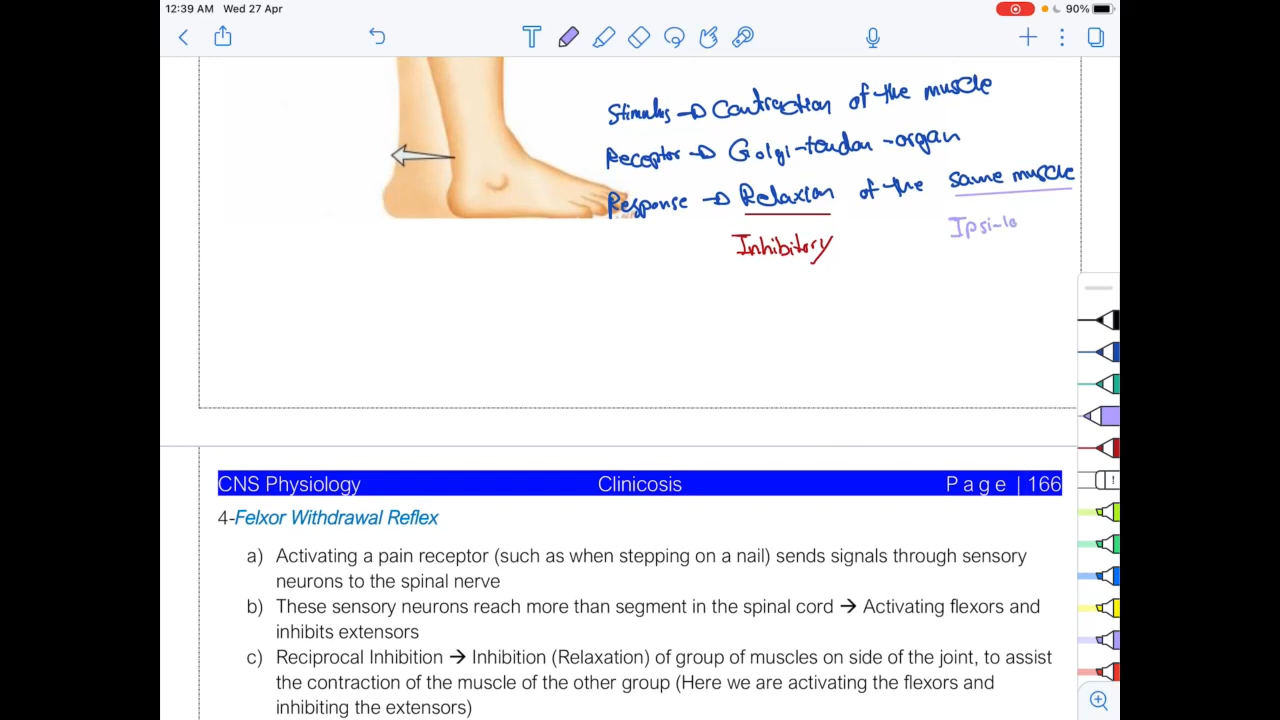 12:39 AM Wed 27 Apr
90%
T
Stimulus → Contraction of the muscle
Receptor → Golgi-tendon-organ
Response → Relaxion of the same muscle
Inhibitory
Ipsi-la
CNS Physiology Clinicosis Page | 166
4-Felxor Withdrawal Reflex
a) Activating a pain receptor (such as when stepping on a nail) sends signals through sensory
neurons to the spinal nerve
b) These sensory neurons reach more than segment in the spinal cord → Activating flexors and
inhibits extensors
c) Reciprocal Inhibition → Inhibition (Relaxation) of group of muscles on side of the joint, to assist
the contraction of the muscle of the other group (Here we are activating the flexors and
inhibiting the extensors)